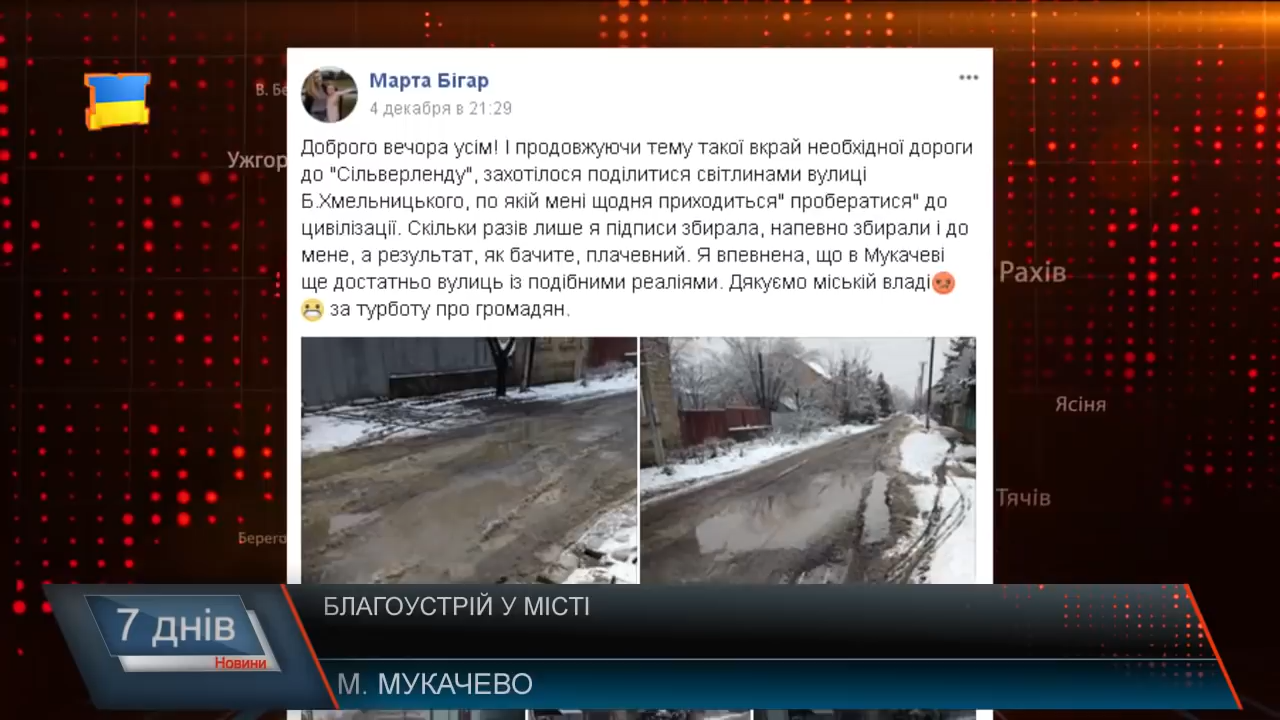 Марта Бігар
4 декабря в 21:29
Доброго вечора усім! І продовжуючи тему такої вкрай необхідної дороги
до "Сільверленду", захотілося поділитися світлинами вулиці
Б.Хмельницького, по якій мені щодня приходиться" пробератися" до
цивілізації. Скільки разів лише я підписи збирала, напевно збирали і до
мене, а результат, як бачите, плачевний. Я впевнена, що в Мукачеві
ще достатньо вулиць із подібними реаліями. Дякуємо міській владі
за турботу про громадян.
В. Бе
Ужгор
Рахів
Ясіня
Тячів
Берего
7 днів
Новини
БЛАГОУСТРІЙ У МІСТІ
М. МУКАЧЕВО